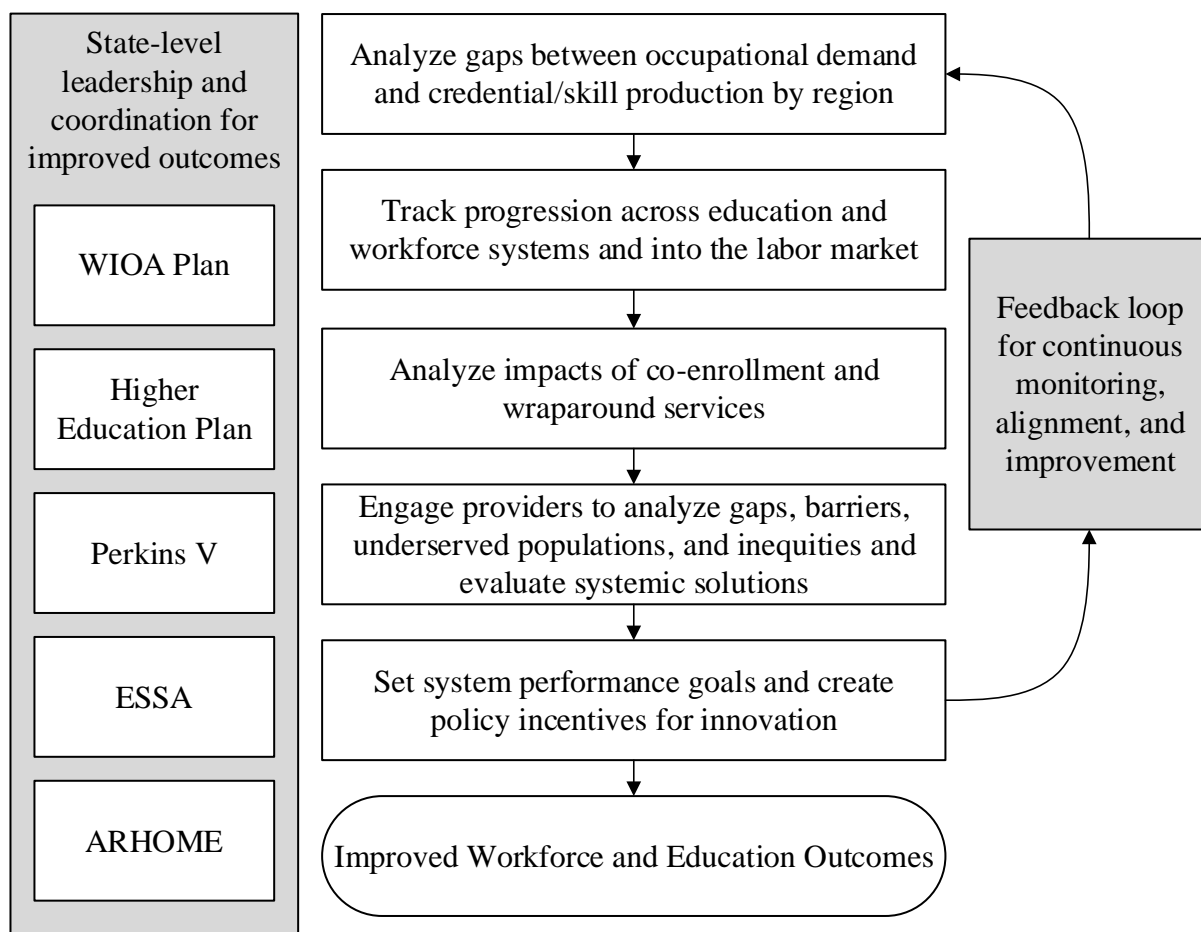 State-level
leadership and
coordination for
improved outcomes
WIOA Plan
Higher
Education Plan
Perkins V
ESSA
ARHOME
Analyze gaps between occupational demand
and credential/skill production by region
Track progression across education and
workforce systems and into the labor market
Analyze impacts of co-enrollment and
wraparound services
Engage providers to analyze gaps, barriers,
underserved populations, and inequities and
evaluate systemic solutions
Set system performance goals and create
policy incentives for innovation
Improved Workforce and Education Outcomes
Feedback loop
for continuous
monitoring,
alignment, and
improvement